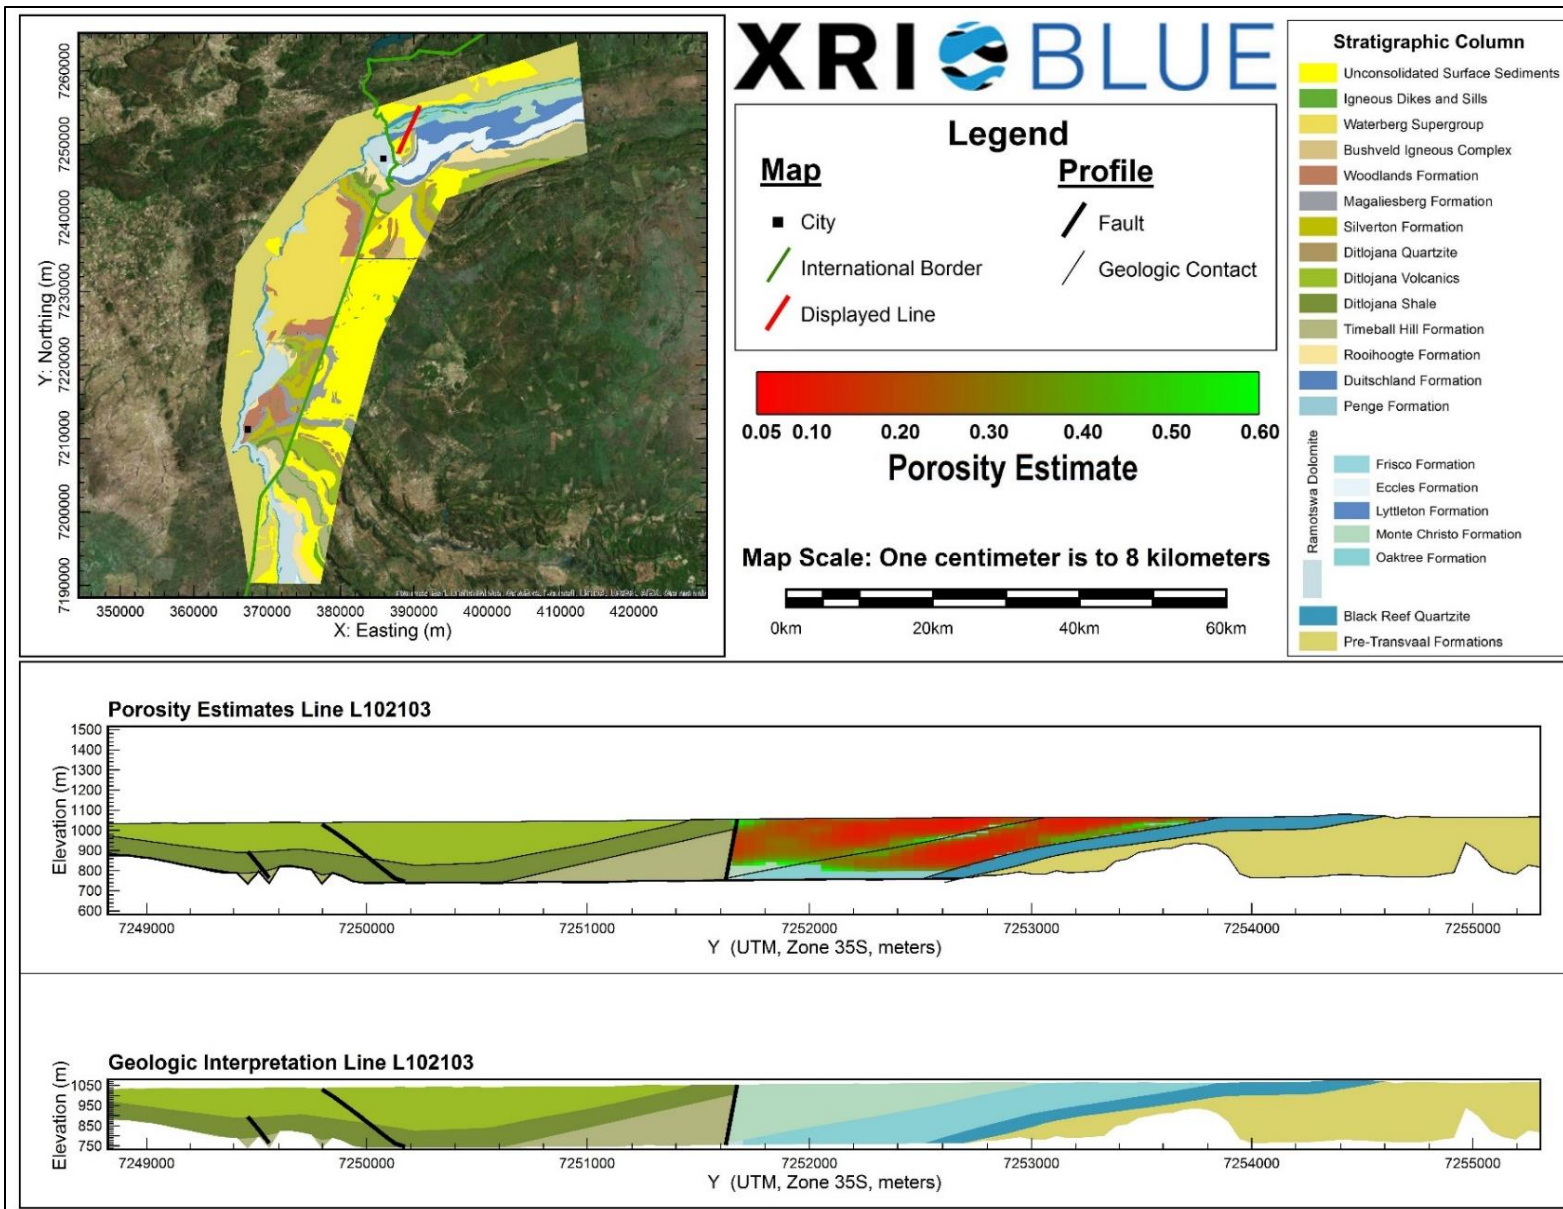 XRI BLUE
7260000
7250000
7240000
7230000
7220000
7210000
7200000
7190000
Y: Northing (m)
350000 360000 370000 380000 390000 400000 410000 420000
X: Easting (m)
Legend
Map
City
International Border
Displayed Line
Profile
Fault
Geologic Contact
0.05 0.10 0.20 0.30 0.40 0.50 0.60
Porosity Estimate
Map Scale: One centimeter is to 8 kilometers
0km 20km 40km 60km
Stratigraphic Column
Unconsolidated Surface Sediments
Igneous Dikes and Sills
Waterberg Supergroup
Bushveld Igneous Complex
Woodlands Formation
Magaliesberg Formation
Silverton Formation
Ditlojana Quartzite
Ditlojana Volcanics
Ditlojana Shale
Timeball Hill Formation
Rooihoogte Formation
Duitschland Formation
Penge Formation
Ramotswa Dolomite
Frisco Formation
Eccles Formation
Lyttleton Formation
Monte Christo Formation
Oaktree Formation
Black Reef Quartzite
Pre-Transvaal Formations
Porosity Estimates Line L102103
Elevation (m)
1500
1400
1300
1200
1100
1000
900
800
700
600
7249000 7250000 7251000 7252000 7253000 7254000 7255000
Y (UTM, Zone 35S, meters)
Geologic Interpretation Line L102103
Elevation (m)
1050
950
850
750
7249000 7250000 7251000 7252000 7253000 7254000 7255000
Y (UTM, Zone 35S, meters)